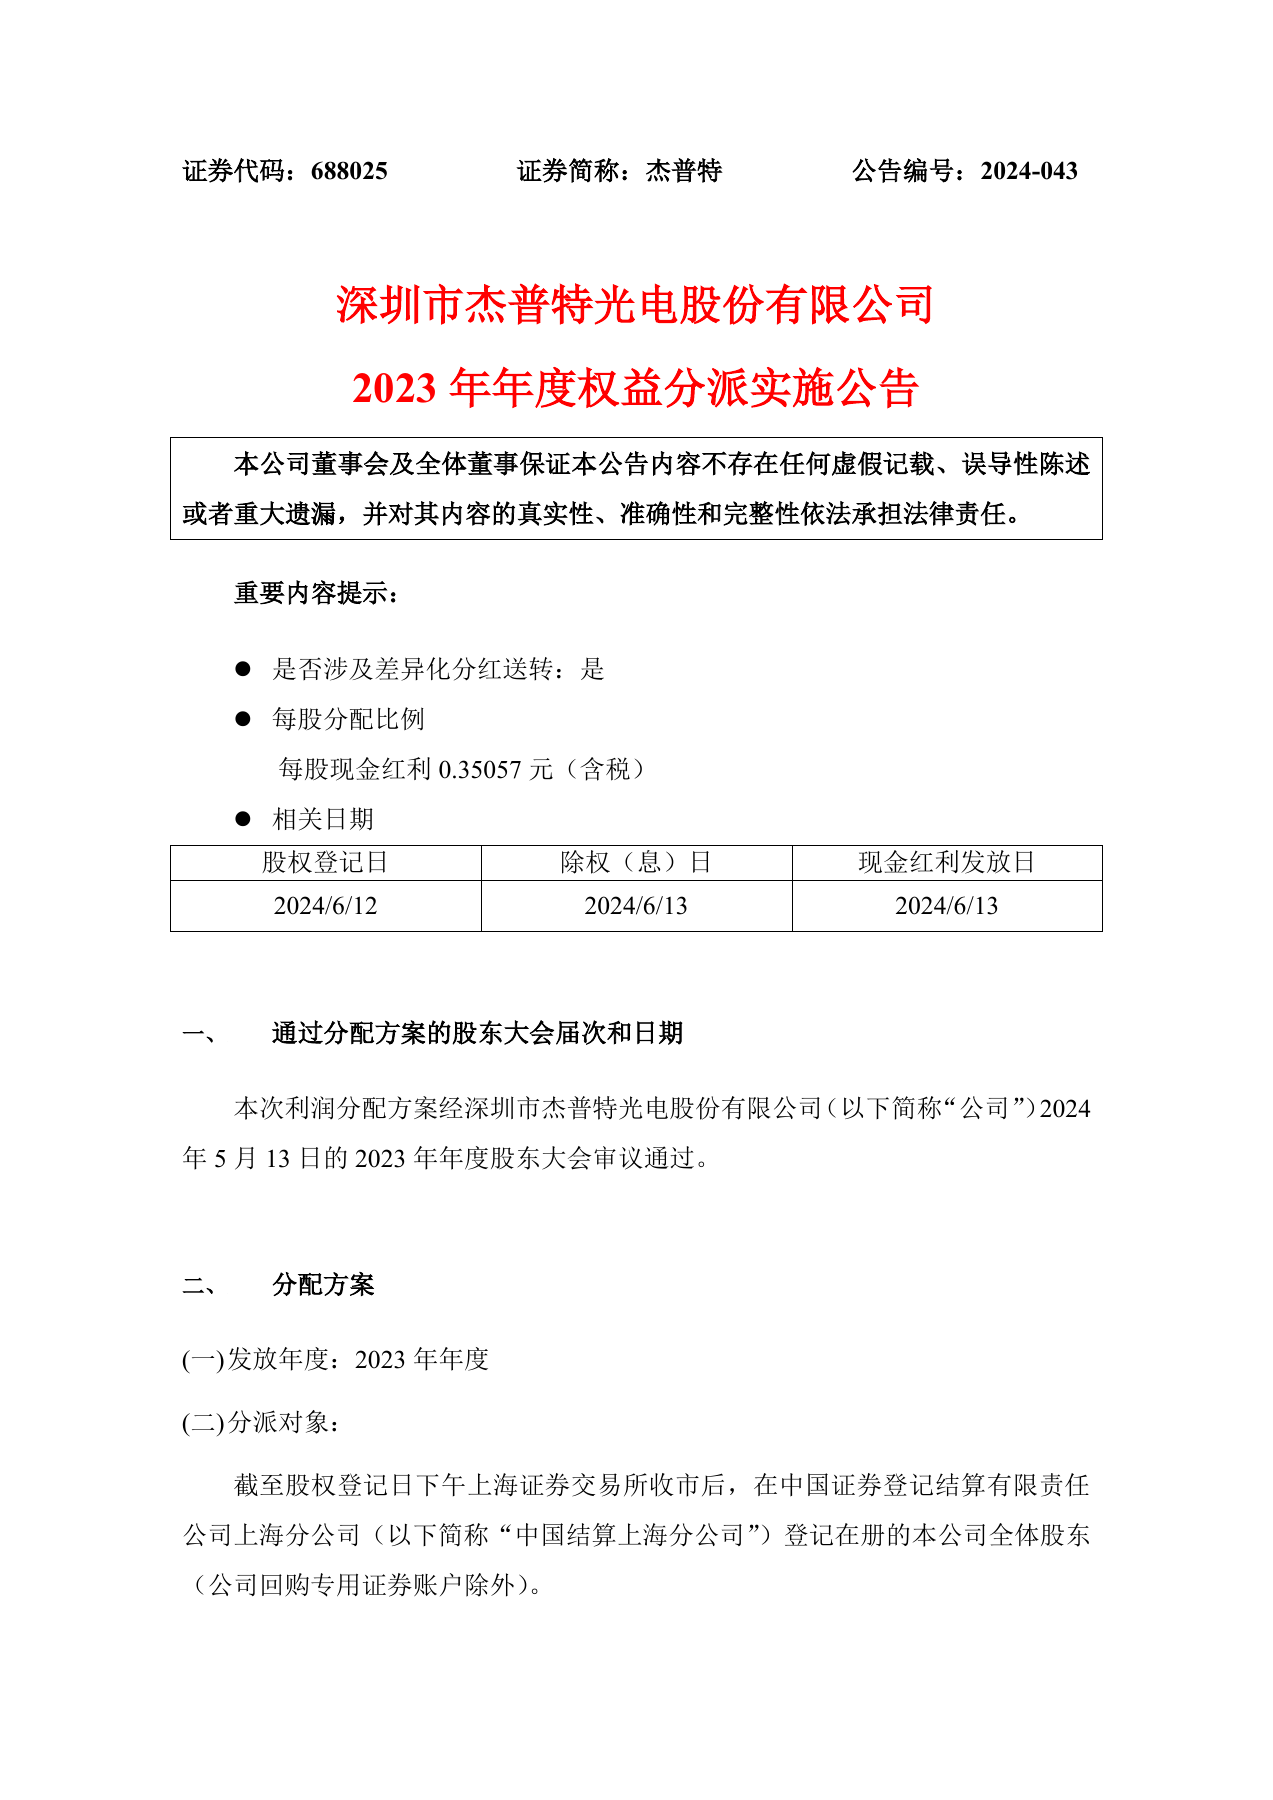 证券代码：688025 证券简称：杰普特 公告编号：2024-043
深圳市杰普特光电股份有限公司
2023 年年度权益分派实施公告
本公司董事会及全体董事保证本公告内容不存在任何虚假记载、误导性陈述
或者重大遗漏，并对其内容的真实性、准确性和完整性依法承担法律责任。
重要内容提示：
● 是否涉及差异化分红送转：是
● 每股分配比例
每股现金红利 0.35057 元（含税）
● 相关日期
股权登记日 除权（息）日 现金红利发放日
2024/6/12 2024/6/13 2024/6/13
一、 通过分配方案的股东大会届次和日期
本次利润分配方案经深圳市杰普特光电股份有限公司（以下简称“公司”）2024
年 5 月 13 日的 2023 年年度股东大会审议通过。
二、 分配方案
(一)发放年度：2023 年年度
(二)分派对象：
截至股权登记日下午上海证券交易所收市后，在中国证券登记结算有限责任
公司上海分公司（以下简称“中国结算上海分公司”）登记在册的本公司全体股东
（公司回购专用证券账户除外）。